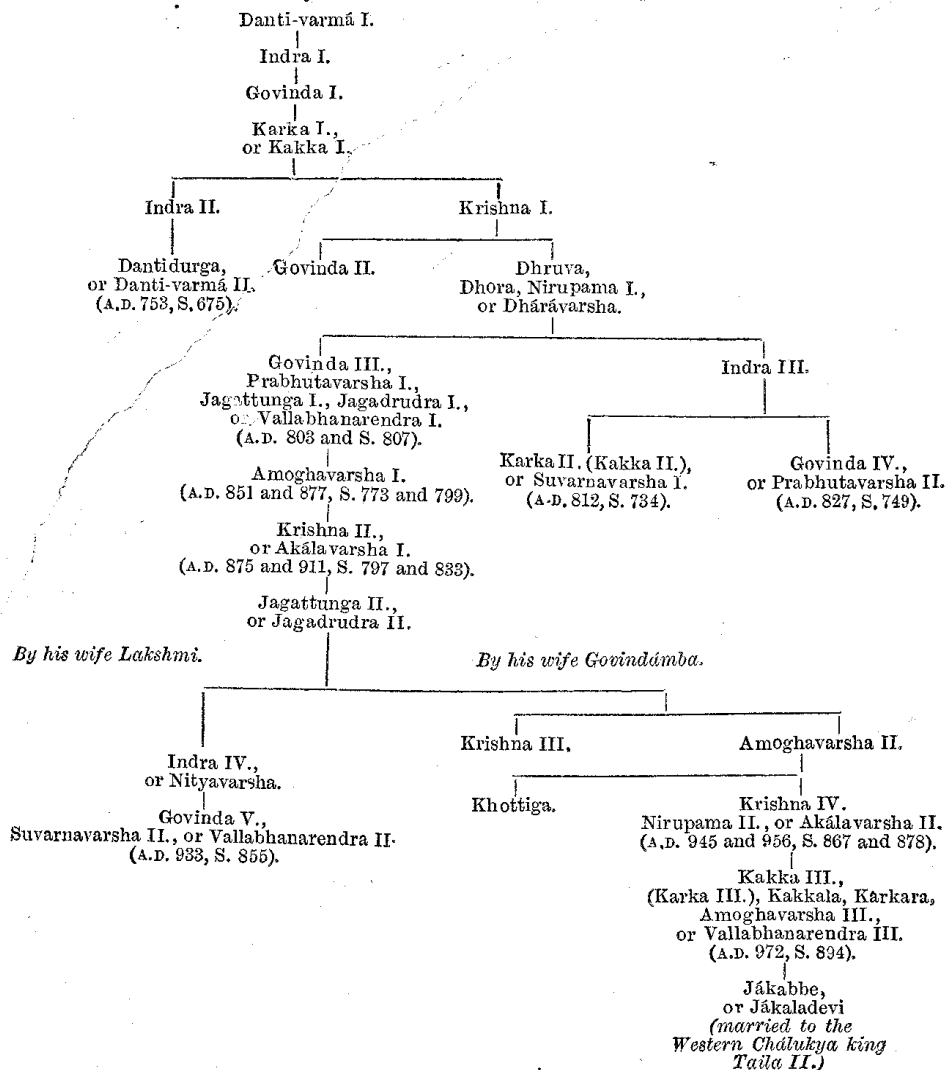 Danti-varmá I.
Indra I.
Govinda I.
Karka I.,
or Kakka I.
Indra II.
Krishna I.
Dantidurga,
or Danti-varmá II.
(A.D. 753, S. 675).
Govinda II.
Dhruva,
Dhora, Nirupama I.,
or Dhárávarsha.
Govinda III.,
Prabhutavarsha I.,
Jagattunga I., Jagadrudra I.,
or Vallabhanarendra I.
(A.D. 803 and S. 807).
Indra III.
Amoghavarsha I.
(A.D. 851 and 877, S. 773 and 799).
Karka II. (Kakka II.),
or Suvarnavarsha I.
(A.D. 812, S. 734).
Govinda IV.,
or Prabhutavarsha II.
(A.D. 827, S. 749).
Krishna II.,
or Akálavarsha I.
(A.D. 875 and 911, S. 797 and 833).
Jagattunga II.,
or Jagadrudra II.
By his wife Lakshmi.
By his wife Govindámba.
Indra IV.,
or Nityavarsha.
Krishna III.
Amoghavarsha II.
Govinda V.,
Suvarnavarsha II., or Vallabhanarendra II.
(A.D. 933, S. 855).
Khottiga.
Krishna IV.
Nirupama II., or Akálavarsha II.
(A.D. 945 and 956, S. 867 and 878).
Kakka III.,
(Karka III.), Kakkala, Karkara,
Amoghavarsha III.,
or Vallabhanarendra III.
(A.D. 972, S. 894).
Jákabbe,
or Jákaladevi
(married to the
Western Chálukya king
Taila II.)